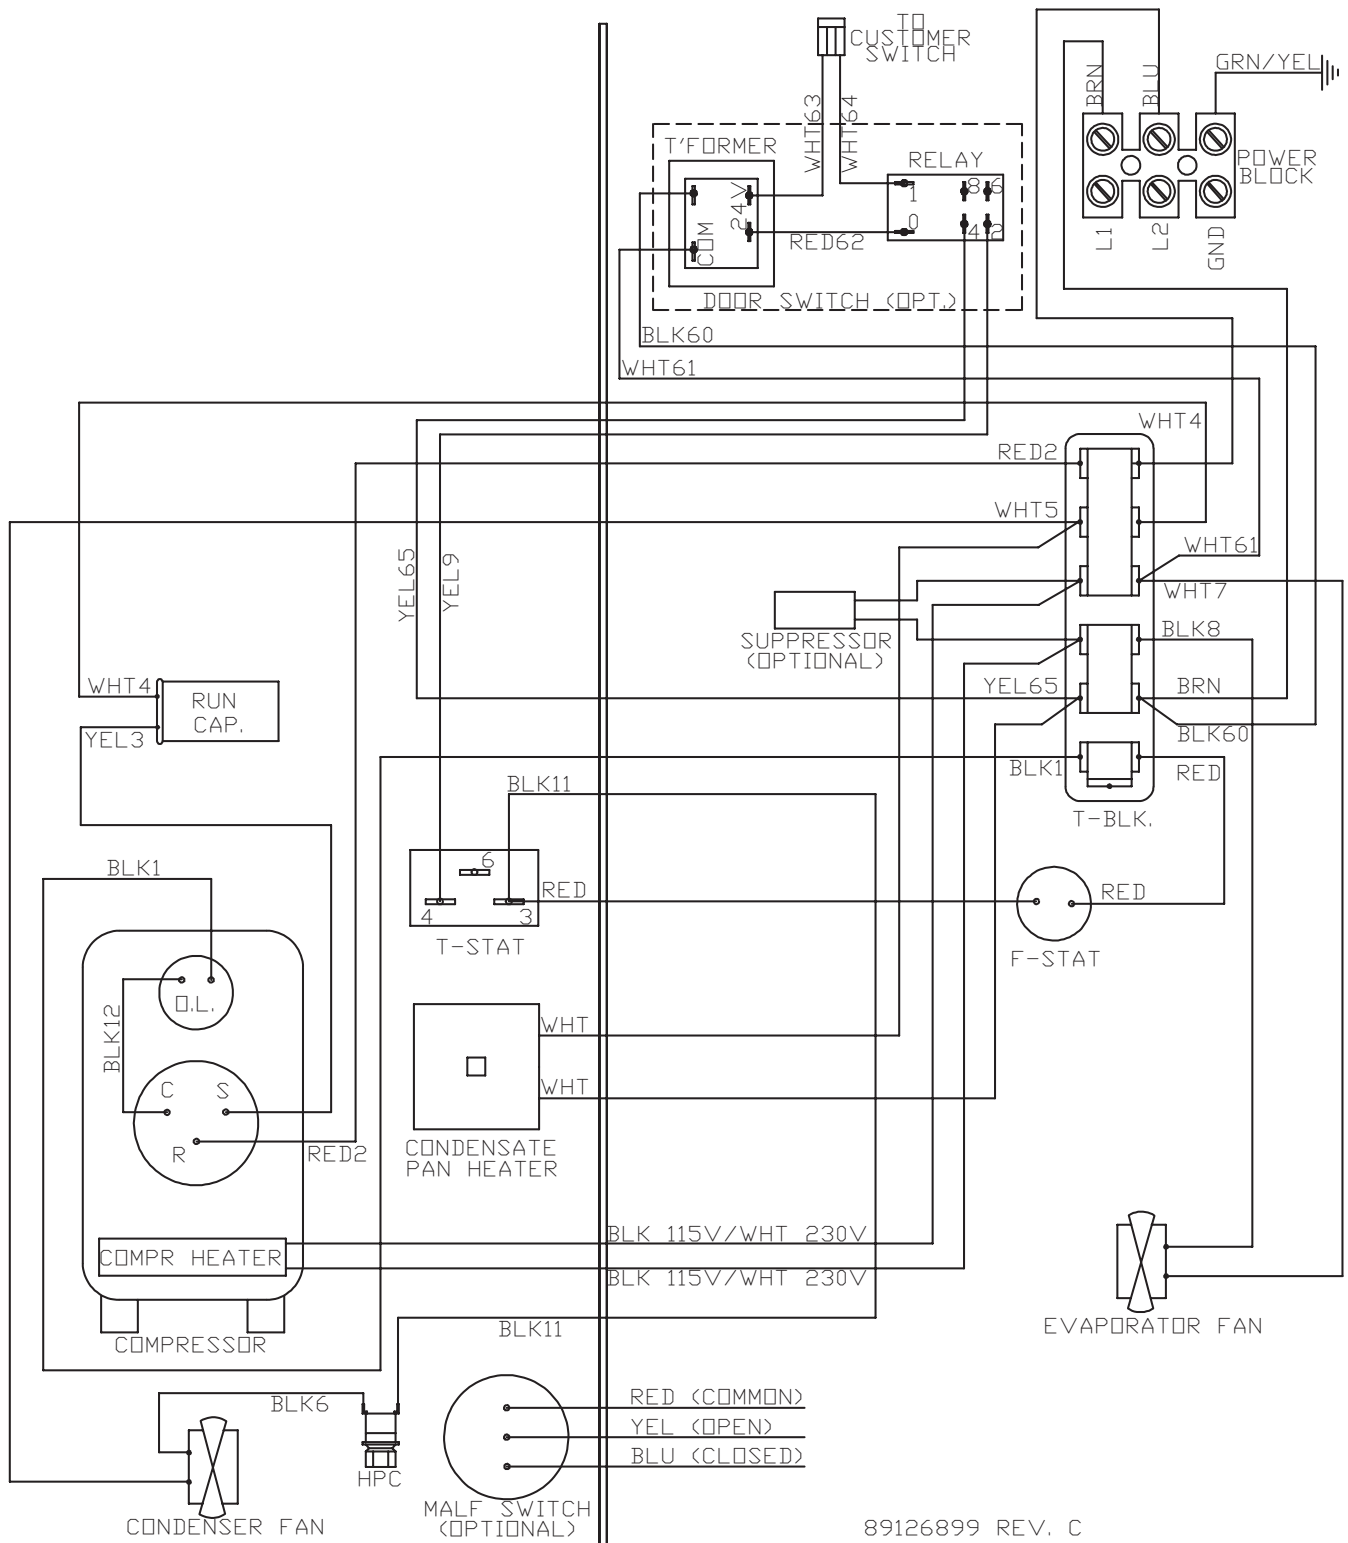 TO
CUSTOMER
SWITCH
GRN/YEL
BRN
BLU
WHT63
WHT64
T'FORMER
RELAY
POWER
BLOCK
24V
COM
1
0
8
6
4
2
RED62
L1
L2
GND
DOOR SWITCH (OPT.)
BLK60
WHT61
WHT4
RED2
WHT5
WHT61
YEL65
YEL9
WHT7
SUPPRESSOR
(OPTIONAL)
BLK8
WHT4
RUN
CAP.
YEL65
BRN
YEL3
BLK60
BLK1
RED
BLK11
T-BLK.
6
BLK1
RED
RED
4
3
T-STAT
F-STAT
O.L.
BLK12
WHT
C
S
WHT
R
RED2
CONDENSATE
PAN HEATER
BLK 115V/WHT 230V
COMPR HEATER
BLK 115V/WHT 230V
COMPRESSOR
BLK11
EVAPORATOR FAN
BLK6
RED (COMMON)
YEL (OPEN)
BLU (CLOSED)
HPC
MALF SWITCH
(OPTIONAL)
CONDENSER FAN
89126899 REV. C